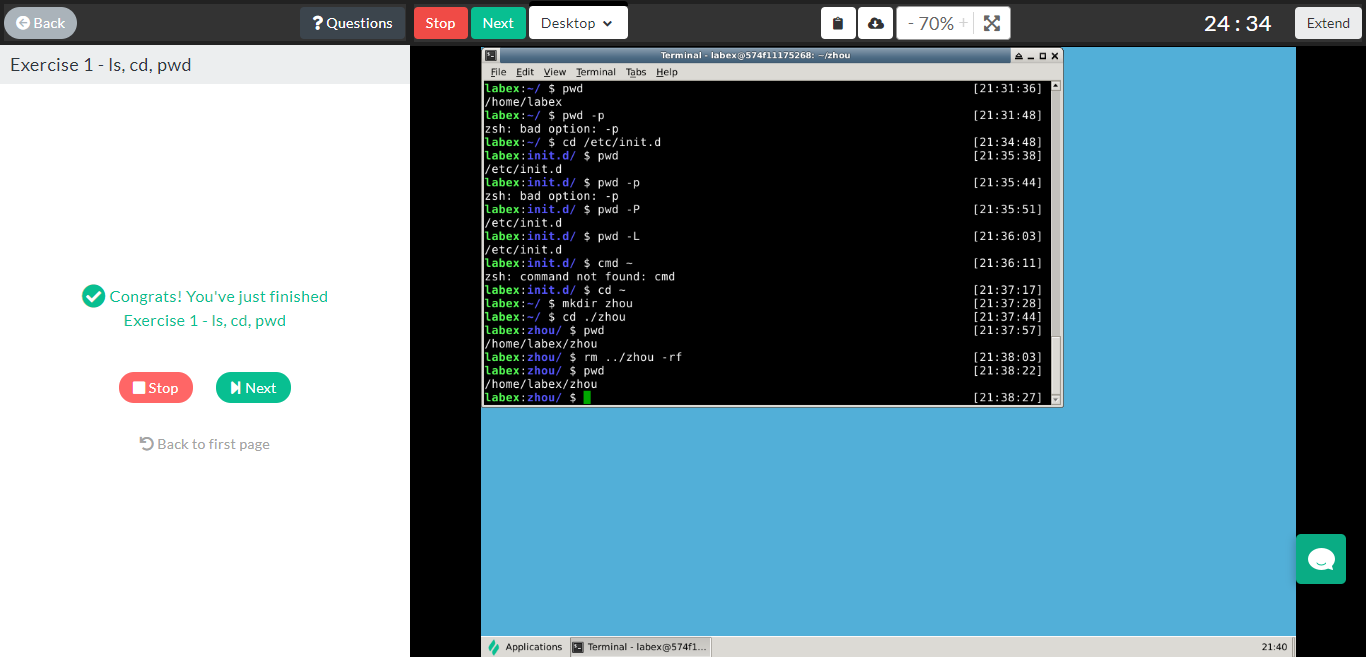 Back
? Questions
Stop
Next
Desktop
- 70% +
24 : 34
Extend
Exercise 1 - ls, cd, pwd
Congrats! You've just finished
Exercise 1 - ls, cd, pwd
Stop
Next
Back to first page
Terminal - labex@574f11175268: ~/zhou
File Edit View Terminal Tabs Help
labex:~/ $ pwd [21:31:36]
/home/labex
labex:~/ $ pwd -p [21:31:48]
zsh: bad option: -p
labex:~/ $ cd /etc/init.d [21:34:48]
labex:init.d/ $ pwd [21:35:38]
/etc/init.d
labex:init.d/ $ pwd -p [21:35:44]
zsh: bad option: -p
labex:init.d/ $ pwd -P [21:35:51]
/etc/init.d
labex:init.d/ $ pwd -L [21:36:03]
/etc/init.d
labex:init.d/ $ cmd ~ [21:36:11]
zsh: command not found: cmd
labex:init.d/ $ cd ~ [21:37:17]
labex:~/ $ mkdir zhou [21:37:28]
labex:~/ $ cd ./zhou [21:37:44]
labex:zhou/ $ pwd [21:37:57]
/home/labex/zhou
labex:zhou/ $ rm ../zhou -rf [21:38:03]
labex:zhou/ $ pwd [21:38:22]
/home/labex/zhou
labex:zhou/ $ [21:38:27]
Applications
Terminal - labex@574f1...
21:40